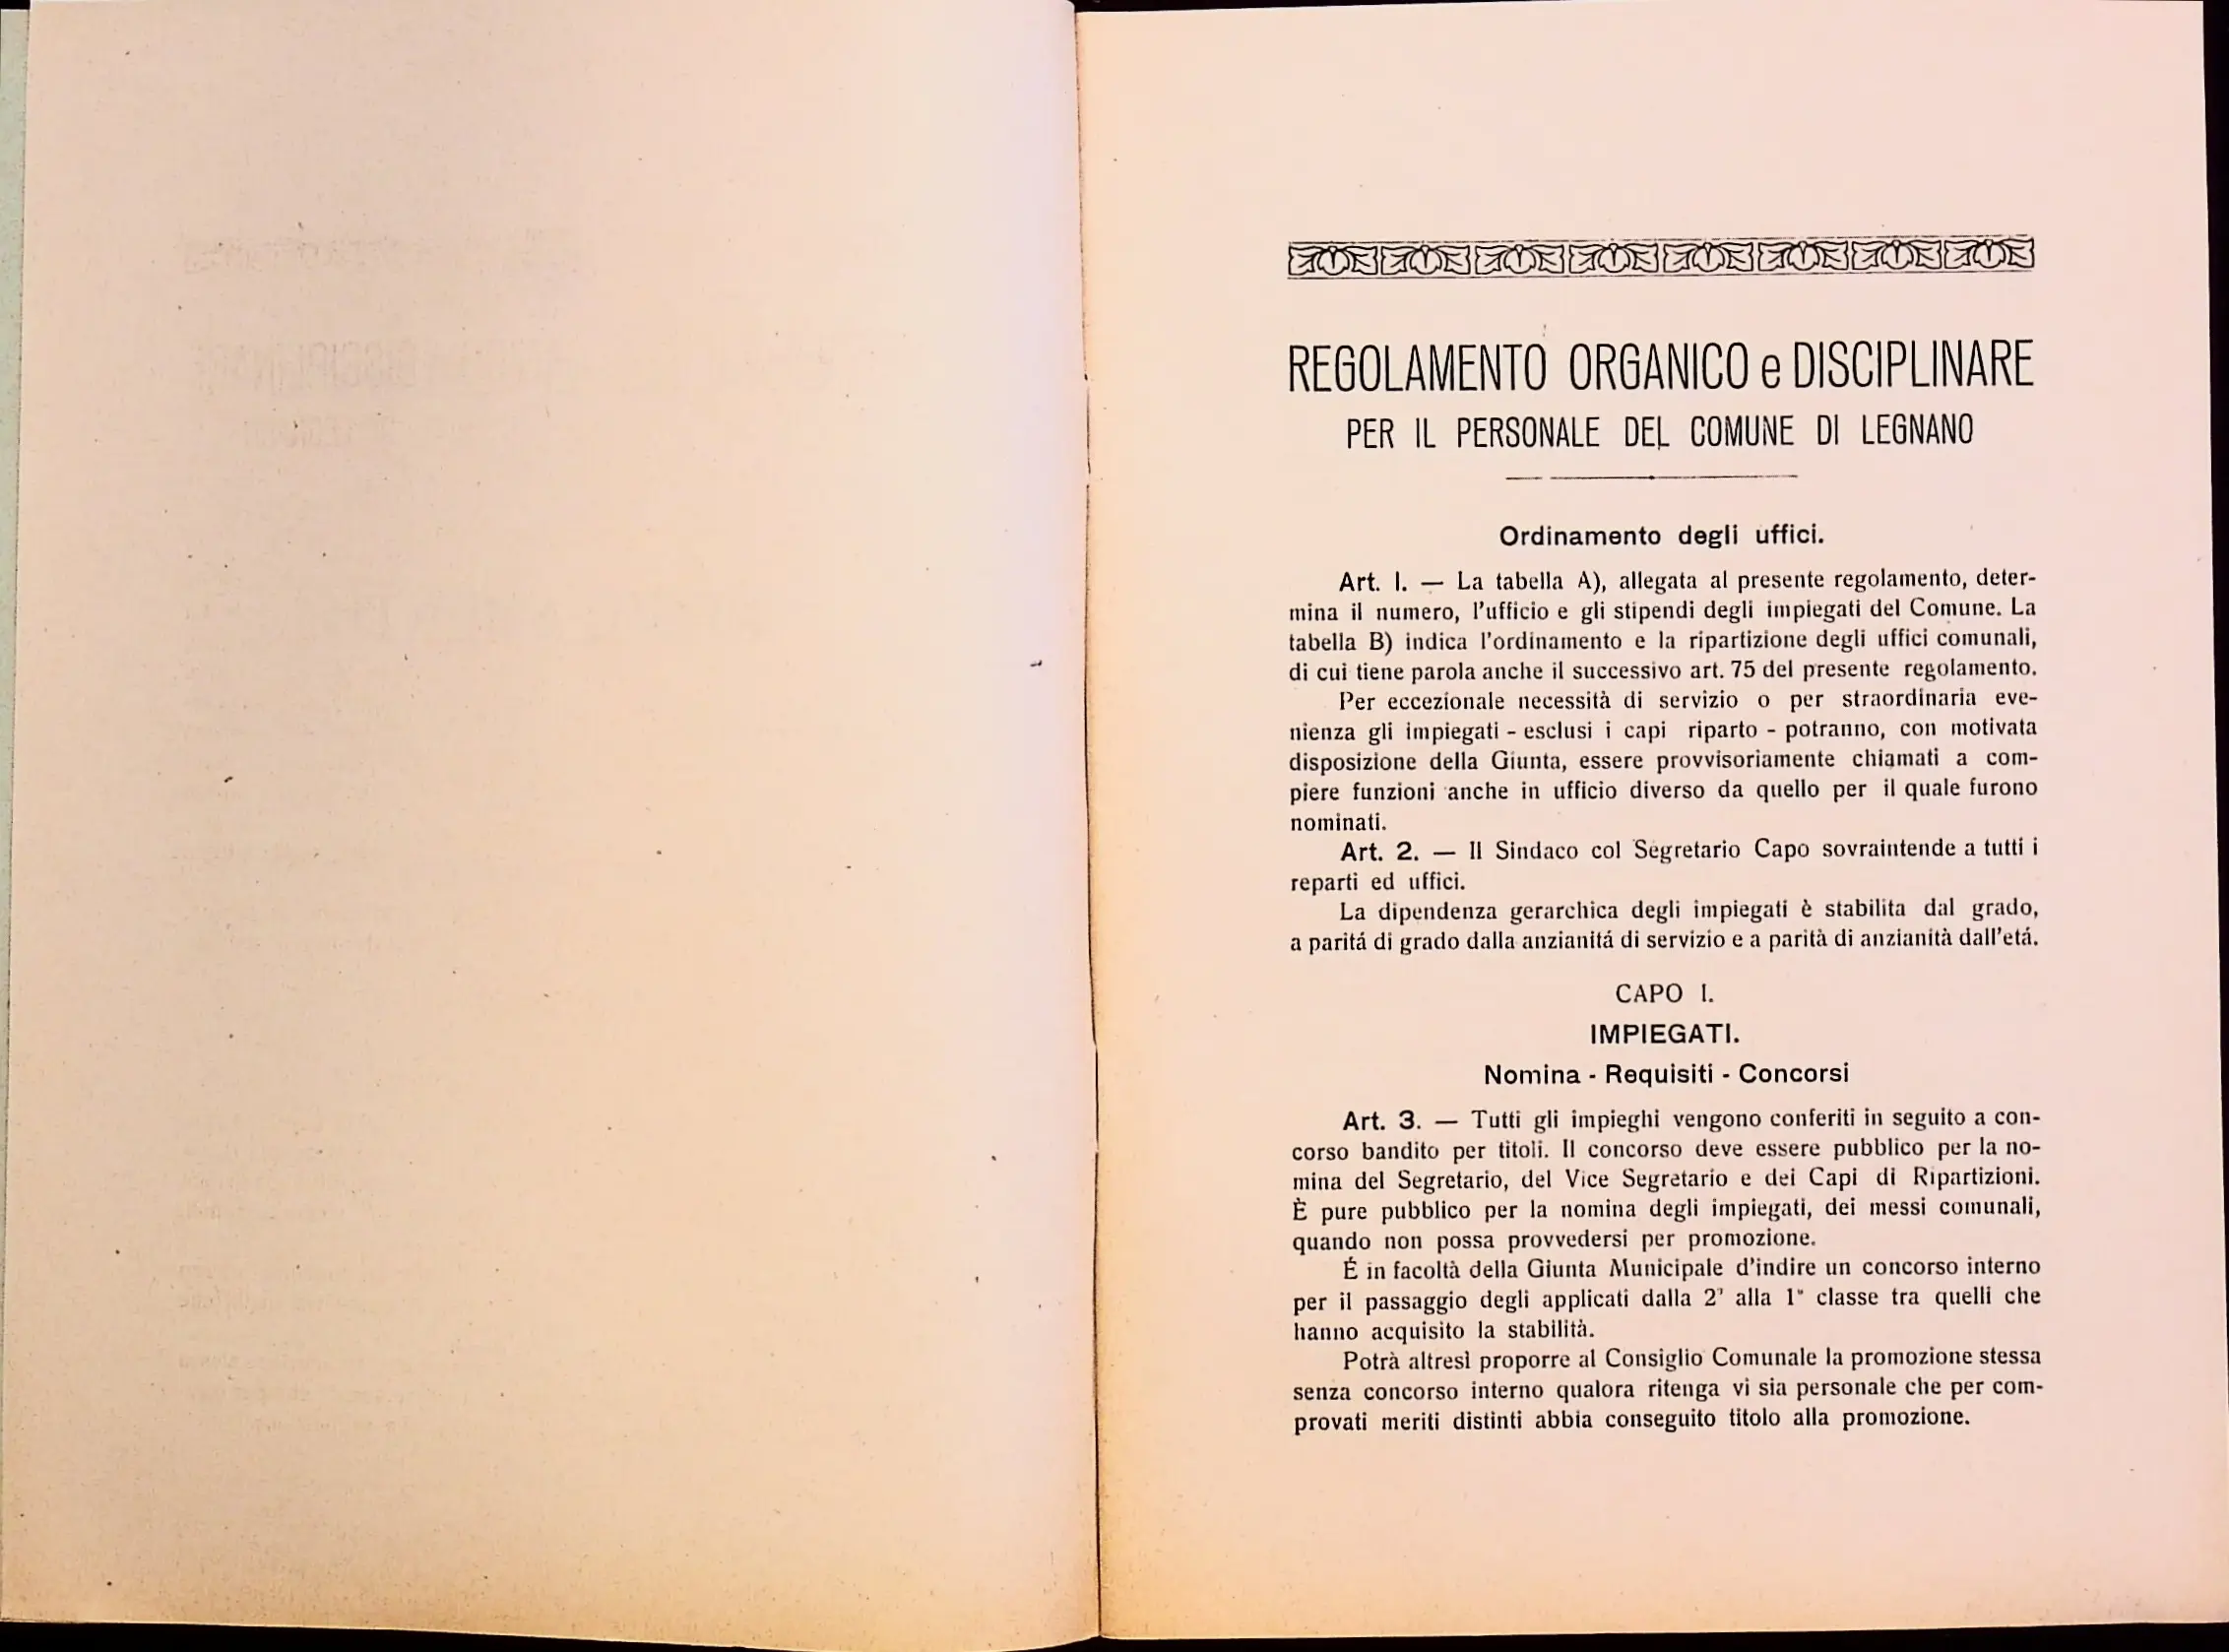 REGOLAMENTO ORGANICO e DISCIPLINARE
PER IL PERSONALE DEL COMUNE DI LEGNANO
Ordinamento degli uffici.
Art. I. — La tabella A), allegata al presente regolamento, deter-
mina il numero, l'ufficio e gli stipendi degli impiegati del Comune. La
tabella B) indica l'ordinamento e la ripartizione degli uffici comunali,
di cui tiene parola anche il successivo art. 75 del presente regolamento.
Per eccezionale necessità di servizio o per straordinaria eve-
nienza gli impiegati - esclusi i capi riparto - potranno, con motivata
disposizione della Giunta, essere provvisoriamente chiamati a com-
piere funzioni anche in ufficio diverso da quello per il quale furono
nominati.
Art. 2. — Il Sindaco col Segretario Capo sovraintende a tutti i
reparti ed uffici.
La dipendenza gerarchica degli impiegati è stabilita dal grado,
a paritá di grado dalla anzianitá di servizio e a parità di anzianità dall'etá.
CAPO I.
IMPIEGATI.
Nomina - Requisiti - Concorsi
Art. 3. — Tutti gli impieghi vengono conferiti in seguito a con-
corso bandito per titoli. Il concorso deve essere pubblico per la no-
mina del Segretario, del Vice Segretario e dei Capi di Ripartizioni.
È pure pubblico per la nomina degli impiegati, dei messi comunali,
quando non possa provvedersi per promozione.
É in facoltà della Giunta Municipale d'indire un concorso interno
per il passaggio degli applicati dalla 2ª alla 1ª classe tra quelli che
hanno acquisito la stabilità.
Potrà altresì proporre al Consiglio Comunale la promozione stessa
senza concorso interno qualora ritenga vi sia personale che per com-
provati meriti distinti abbia conseguito titolo alla promozione.